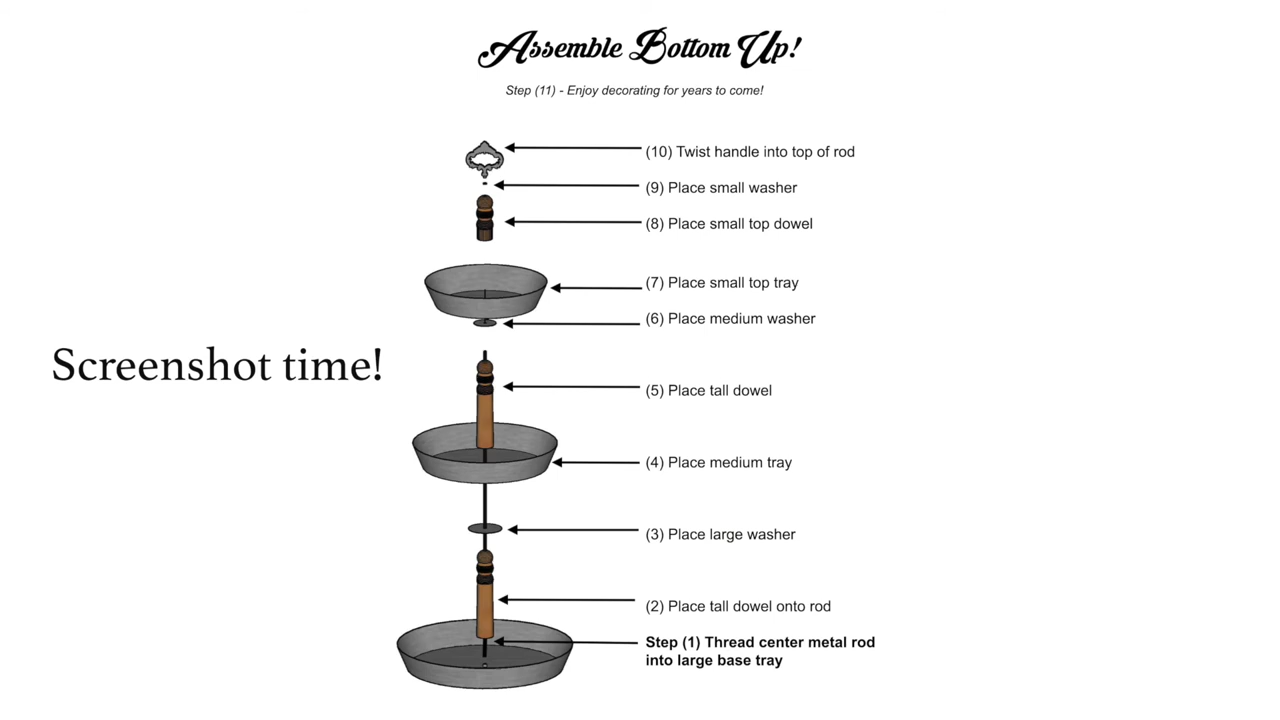 Assemble Bottom Up!
Step (11) - Enjoy decorating for years to come!
(10) Twist handle into top of rod
(9) Place small washer
(8) Place small top dowel
(7) Place small top tray
(6) Place medium washer
Screenshot time!
(5) Place tall dowel
(4) Place medium tray
(3) Place large washer
(2) Place tall dowel onto rod
Step (1) Thread center metal rod
into large base tray